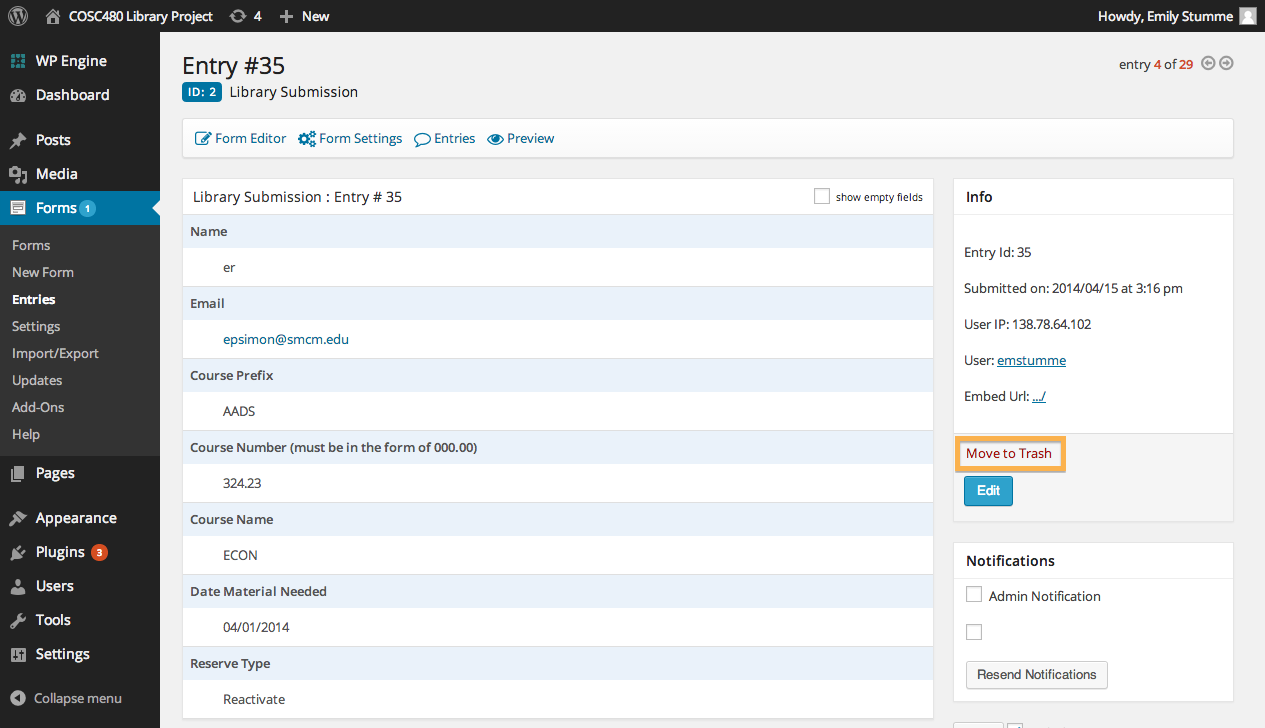 COSC480 Library Project 4 New
Howdy, Emily Stumme
WP Engine
Dashboard
Posts
Media
Forms 1
Forms
New Form
Entries
Settings
Import/Export
Updates
Add-Ons
Help
Pages
Appearance
Plugins 3
Users
Tools
Settings
Collapse menu
Entry #35
entry 4 of 29
ID: 2 Library Submission
Form Editor Form Settings Entries Preview
Library Submission : Entry # 35
show empty fields
Name
er
Email
epsimon@smcm.edu
Course Prefix
AADS
Course Number (must be in the form of 000.00)
324.23
Course Name
ECON
Date Material Needed
04/01/2014
Reserve Type
Reactivate
Info
Entry Id: 35
Submitted on: 2014/04/15 at 3:16 pm
User IP: 138.78.64.102
User: emstumme
Embed Url: .../
Move to Trash
Edit
Notifications
Admin Notification
Resend Notifications